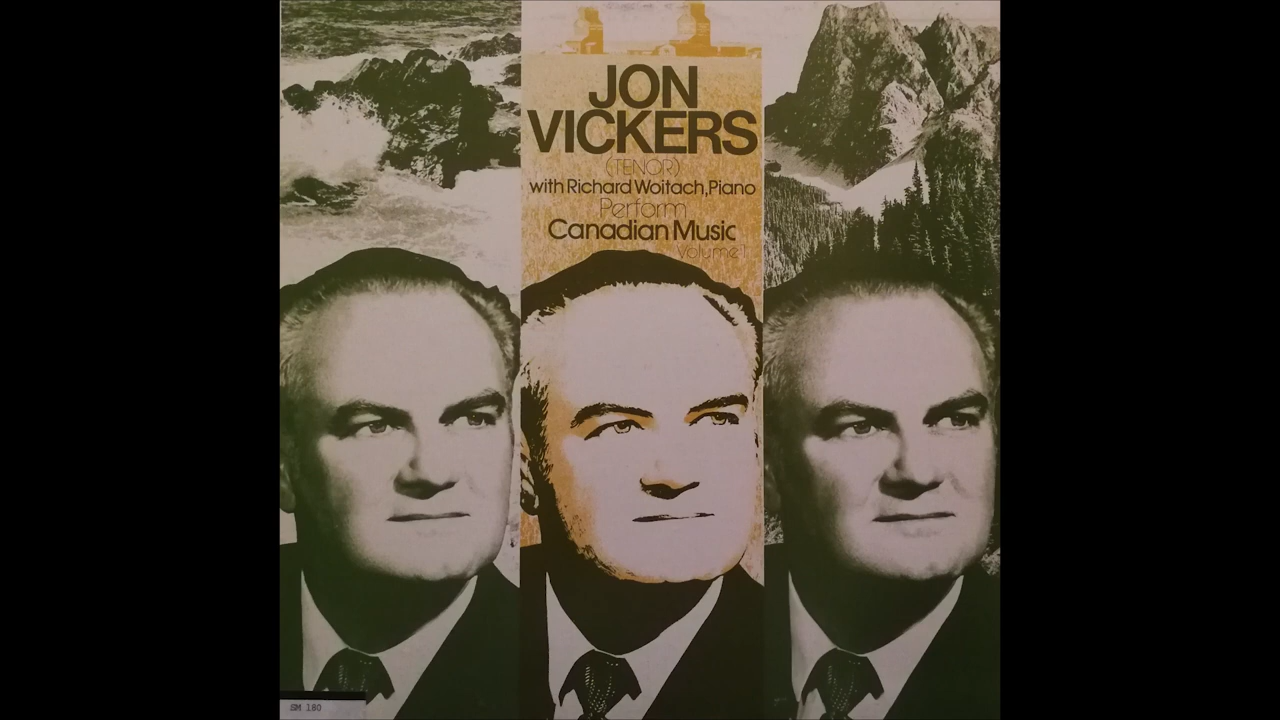 JON
VICKERS
(TENOR)
with Richard Woitach, Piano
Perform
Canadian Music
Volume 1
SM 180